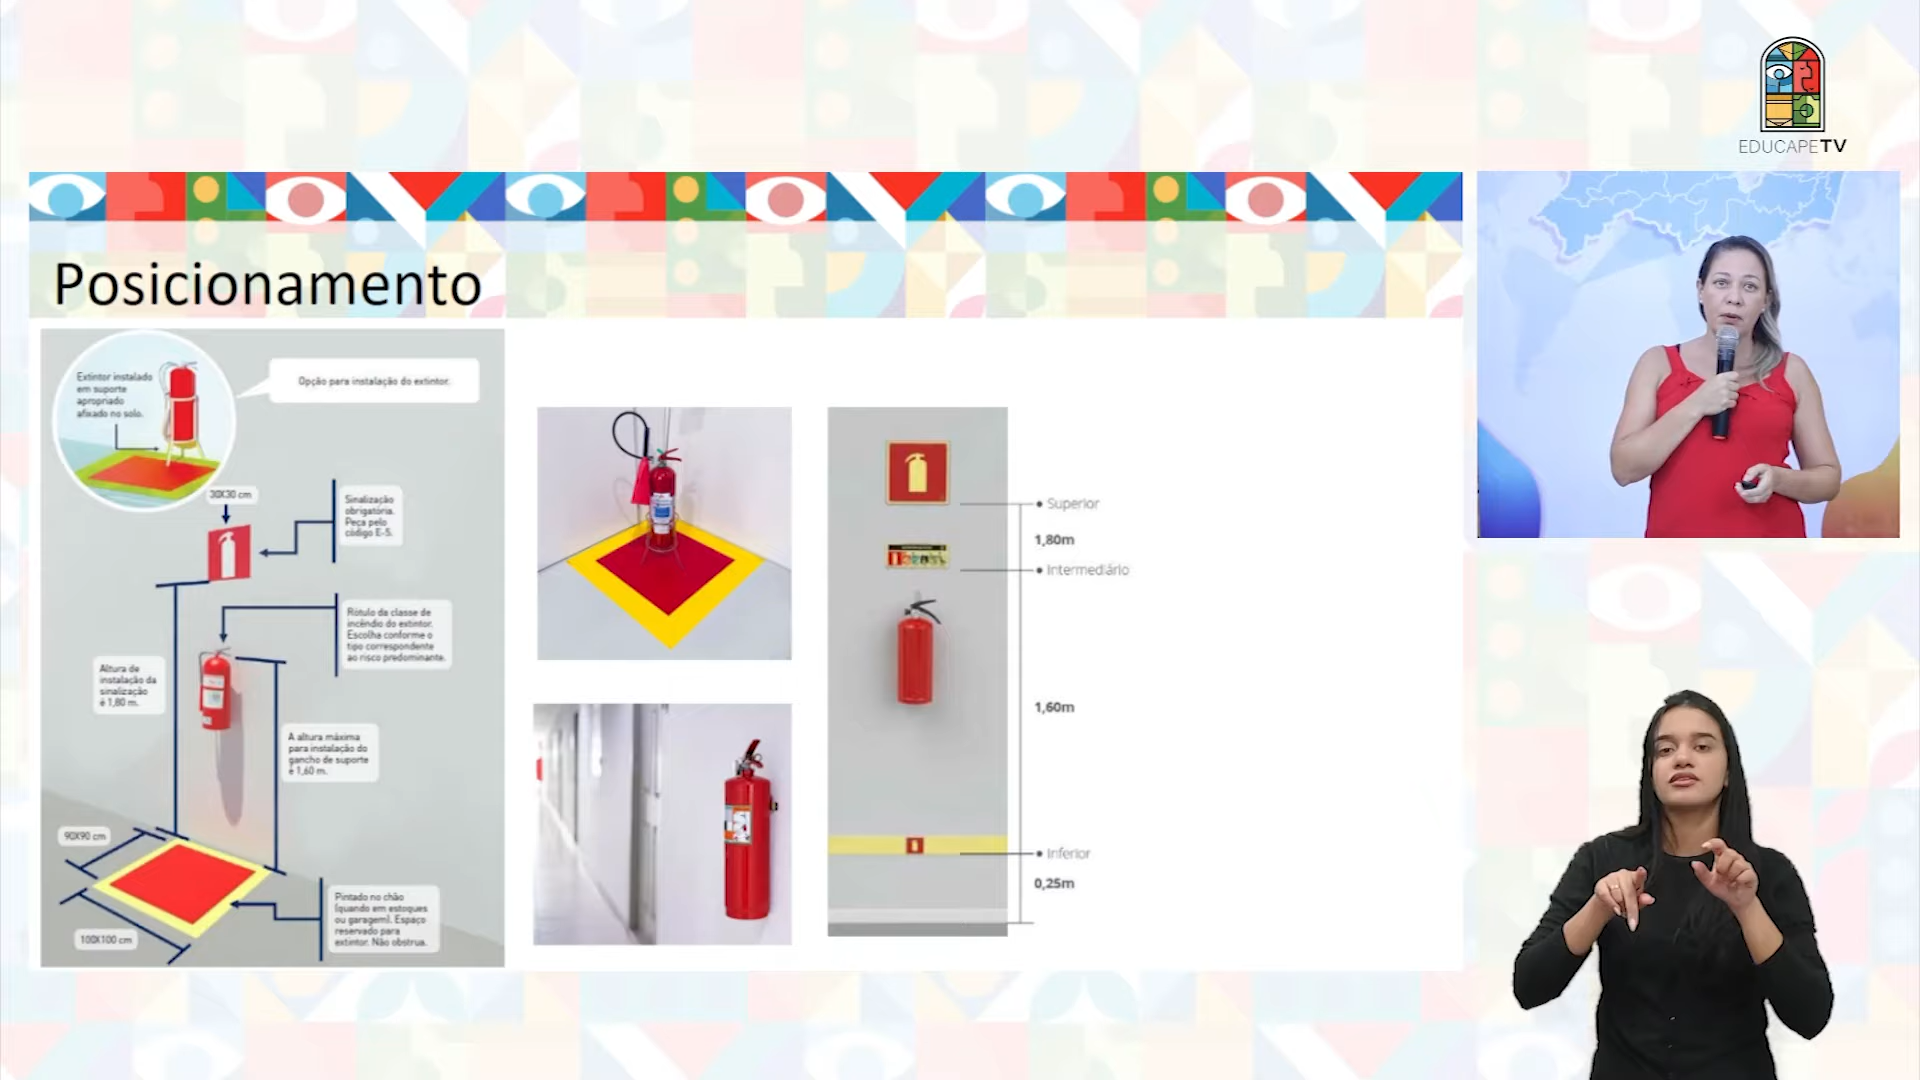 EDUCAPETV
Posicionamento
Extintor instalado
em suporte
apropriado
afixado no solo.
Opção para instalação do extintor.
30X30 cm
Sinalização
obrigatória.
Peça pelo
código E-5.
Rótulo da classe de
incêndio do extintor.
Escolha conforme o
tipo correspondente
ao risco predominante.
Altura de
instalação da
sinalização
é 1,80 m.
A altura máxima
para instalação do
gancho de suporte
é 1,60 m.
90X90 cm
100X100 cm
Pintado no chão
(quando em estoques
ou garagem). Espaço
reservado para
extintor. Não obstrua.
Superior
1,80m
Intermediário
1,60m
Inferior
0,25m